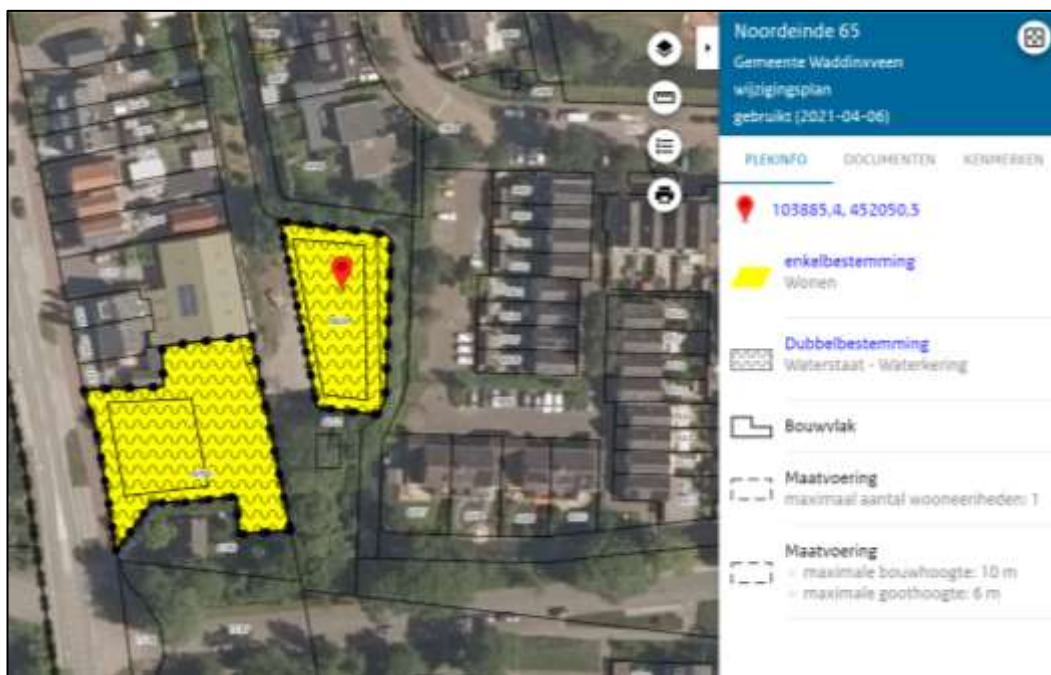 Noordeinde 65
Gemeente Waddinxveen
wijzigingsplan
gebruikt (2021-04-06)
PLEKINFO DOCUMENTEN KENMERKEN
103885,4, 452050,5
enkelbestemming
Wonen
Dubbelbestemming
Waterstaat - Waterkering
Bouwvlak
Maatvoering
maximaal aantal wooneenheden: 1
Maatvoering
maximale bouwhoogte: 10 m
maximale goothoogte: 6 m